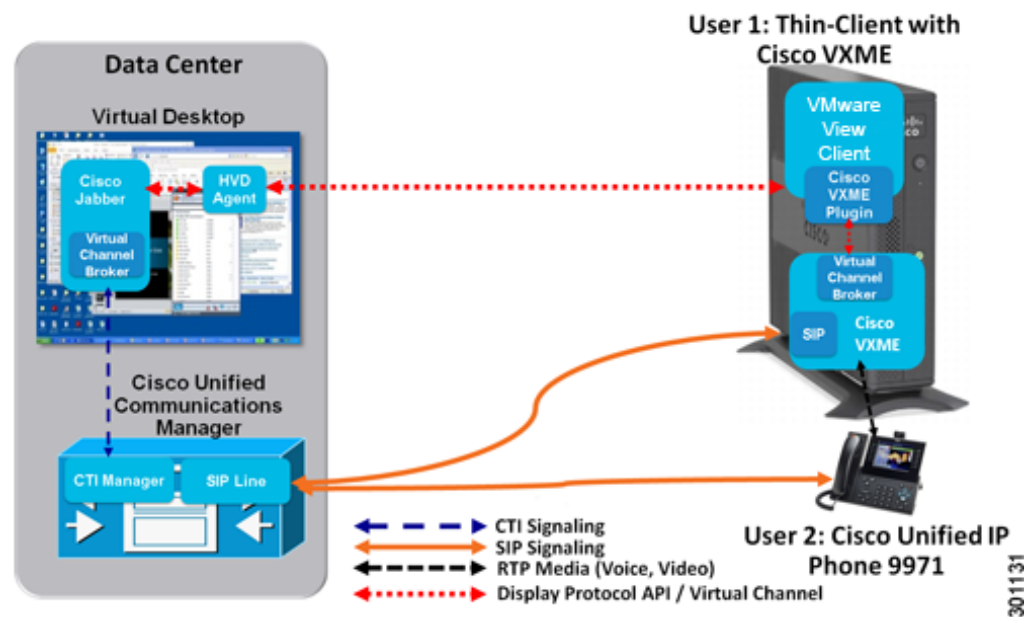 User 1: Thin-Client with
Cisco VXME
Data Center
Virtual Desktop
Cisco
Jabber
HVD
Agent
Virtual
Channel
Broker
VMware
View
Client
Cisco
VXME
Plugin
CISCO
Virtual
Channel
Broker
SIP
Cisco
VXME
Cisco Unified
Communications
Manager
CTI Manager
SIP Line
CTI Signaling
SIP Signaling
RTP Media (Voice, Video)
Display Protocol API / Virtual Channel
User 2: Cisco Unified IP
Phone 9971
301131